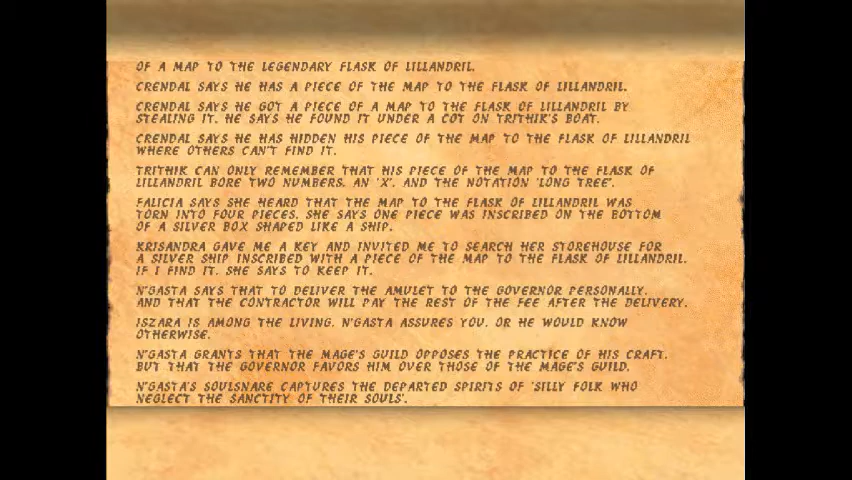 OF A MAP TO THE LEGENDARY FLASK OF LILLANDRIL.
CRENDAL SAYS HE HAS A PIECE OF THE MAP TO THE FLASK OF LILLANDRIL.
CRENDAL SAYS HE GOT A PIECE OF A MAP TO THE FLASK OF LILLANDRIL BY
STEALING IT. HE SAYS HE FOUND IT UNDER A COT ON TRITHIK'S BOAT.
CRENDAL SAYS HE HAS HIDDEN HIS PIECE OF THE MAP TO THE FLASK OF LILLANDRIL
WHERE OTHERS CAN'T FIND IT.
TRITHIK CAN ONLY REMEMBER THAT HIS PIECE OF THE MAP TO THE FLASK OF
LILLANDRIL BORE TWO NUMBERS, AN 'X', AND THE NOTATION 'LONG TREE'.
FALICIA SAYS SHE HEARD THAT THE MAP TO THE FLASK OF LILLANDRIL WAS
TORN INTO FOUR PIECES. SHE SAYS ONE PIECE WAS INSCRIBED ON THE BOTTOM
OF A SILVER BOX SHAPED LIKE A SHIP.
KRISANDRA GAVE ME A KEY AND INVITED ME TO SEARCH HER STOREHOUSE FOR
A SILVER SHIP INSCRIBED WITH A PIECE OF THE MAP TO THE FLASK OF LILLANDRIL.
IF I FIND IT, SHE SAYS TO KEEP IT.
N'GASTA SAYS THAT TO DELIVER THE AMULET TO THE GOVERNOR PERSONALLY,
AND THAT THE CONTRACTOR WILL PAY THE REST OF THE FEE AFTER THE DELIVERY.
ISZARA IS AMONG THE LIVING, N'GASTA ASSURES YOU, OR HE WOULD KNOW
OTHERWISE.
N'GASTA GRANTS THAT THE MAGE'S GUILD OPPOSES THE PRACTICE OF HIS CRAFT,
BUT THAT THE GOVERNOR FAVORS HIM OVER THOSE OF THE MAGE'S GUILD.
N'GASTA'S SOULSNARE CAPTURES THE DEPARTED SPIRITS OF 'SILLY FOLK WHO
NEGLECT THE SANCTITY OF THEIR SOULS'.